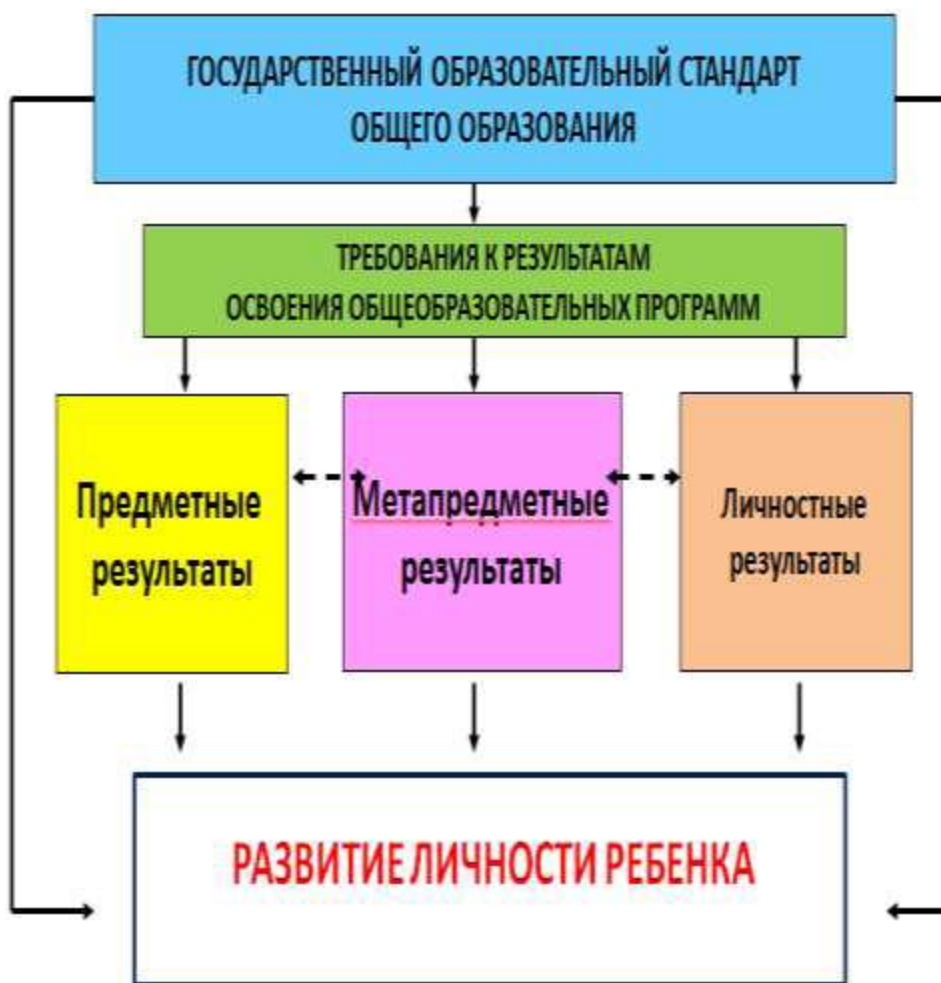 ГОСУДАРСТВЕННЫЙ ОБРАЗОВАТЕЛЬНЫЙ СТАНДАРТ
ОБЩЕГО ОБРАЗОВАНИЯ
ТРЕБОВАНИЯ К РЕЗУЛЬТАТАМ
ОСВОЕНИЯ ОБЩЕОБРАЗОВАТЕЛЬНЫХ ПРОГРАММ
Предметные
результаты
Метапредметные
результаты
Личностные
результаты
РАЗВИТИЕ ЛИЧНОСТИ РЕБЕНКА